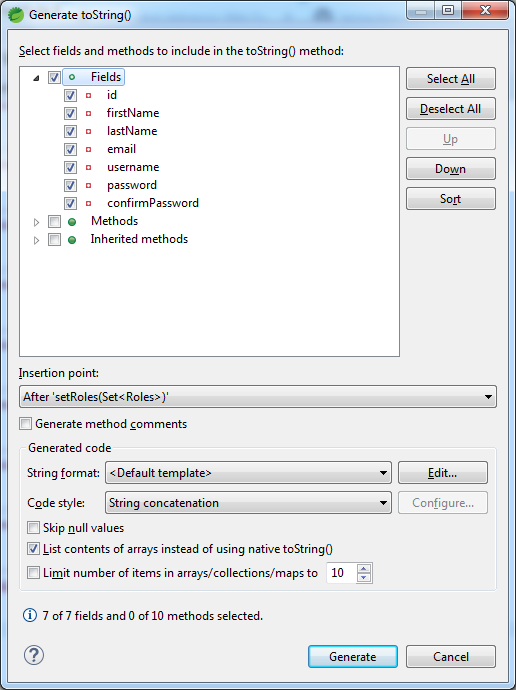 Generate toString()
Select fields and methods to include in the toString() method:
Fields
id
firstName
lastName
email
username
password
confirmPassword
Methods
Inherited methods
Select All
Deselect All
Up
Down
Sort
Insertion point:
After 'setRoles(Set<Roles>)'
Generate method comments
Generated code
String format: <Default template> Edit...
Code style: String concatenation Configure...
Skip null values
List contents of arrays instead of using native toString()
Limit number of items in arrays/collections/maps to 10
7 of 7 fields and 0 of 10 methods selected.
Generate Cancel